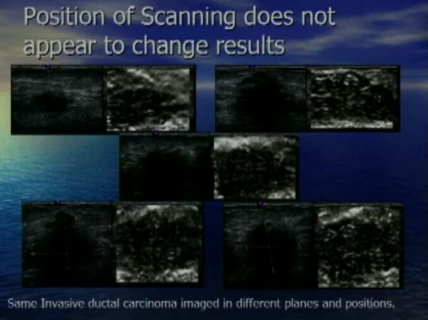 Position of Scanning does not
appear to change results
Same Invasive ductal carcinoma imaged in different planes and positions.